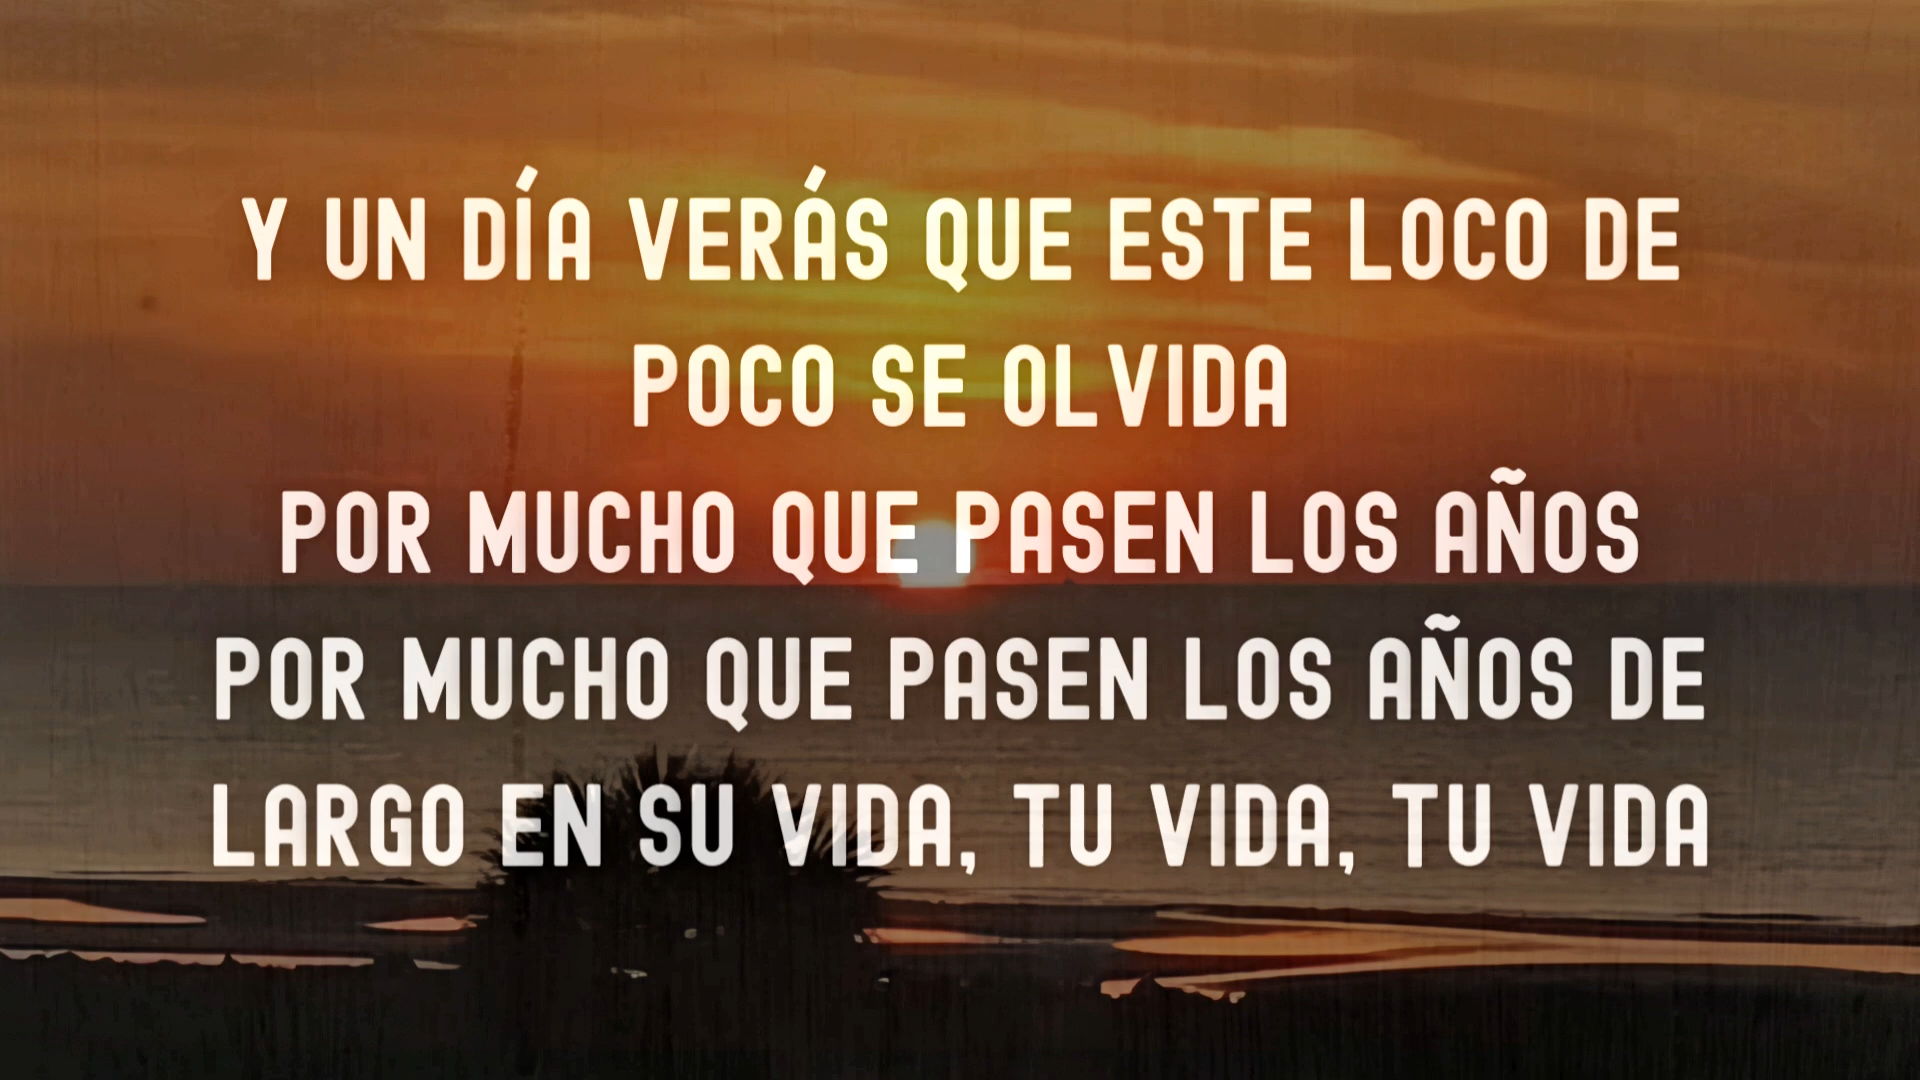 Y UN DÍA VERÁS QUE ESTE LOCO DE
POCO SE OLVIDA
POR MUCHO QUE PASEN LOS AÑOS
POR MUCHO QUE PASEN LOS AÑOS DE
LARGO EN SU VIDA, TU VIDA, TU VIDA